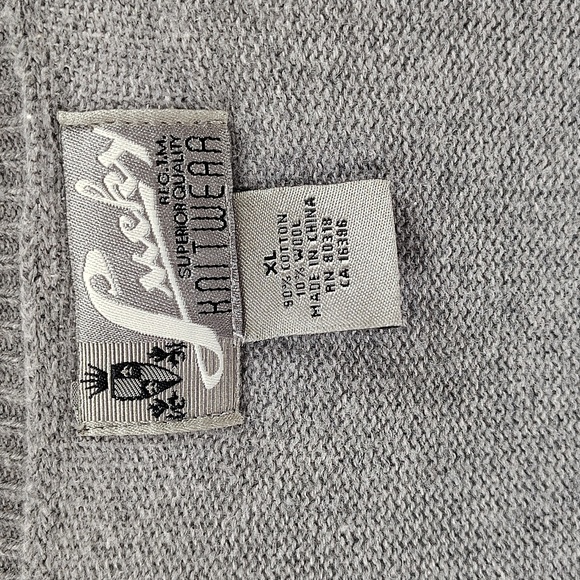 Lucky
REG.T.M.
SUPERIOR QUALITY
KNITWEAR
XL
90% COTTON
10% WOOL
MADE IN CHINA
RN 80318
CA 16396